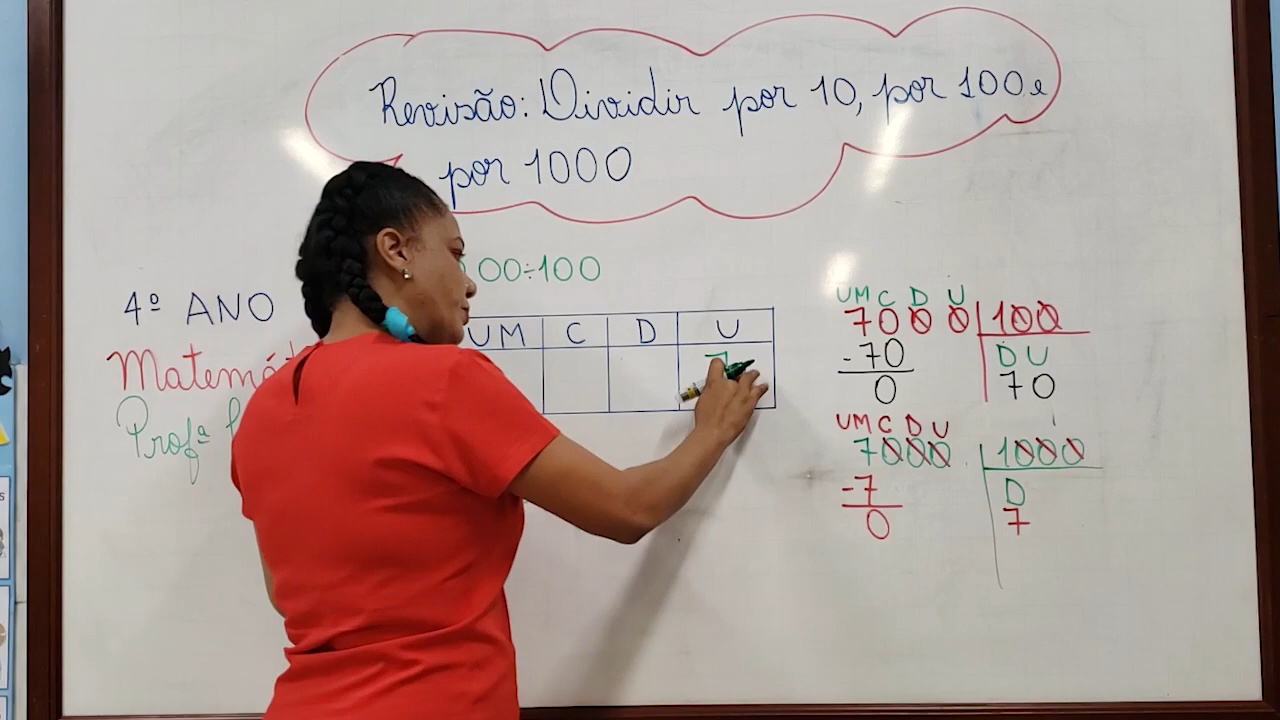 Revisão: Dividir por 10, por 100 e
por 1000
00÷100
4º ANO
Matemá
Profª
UM C D U
7
UM C D U
7000 100
-70 D U
0 70
UM C D U
7000 1000
-7 D
0 7